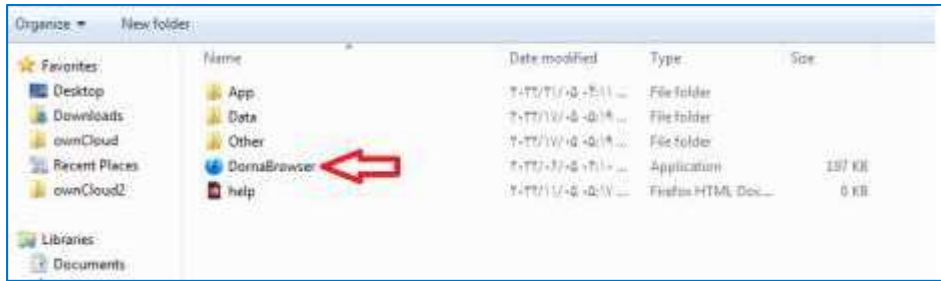 Organize New folder
Name Date modified Type Size
Favorites
Desktop
Downloads
ownCloud
Recent Places
ownCloud2
Libraries
Documents
App File folder
Data File folder
Other File folder
DornaBrowser Application 197 KB
help Firefox HTML Doc... 0 KB